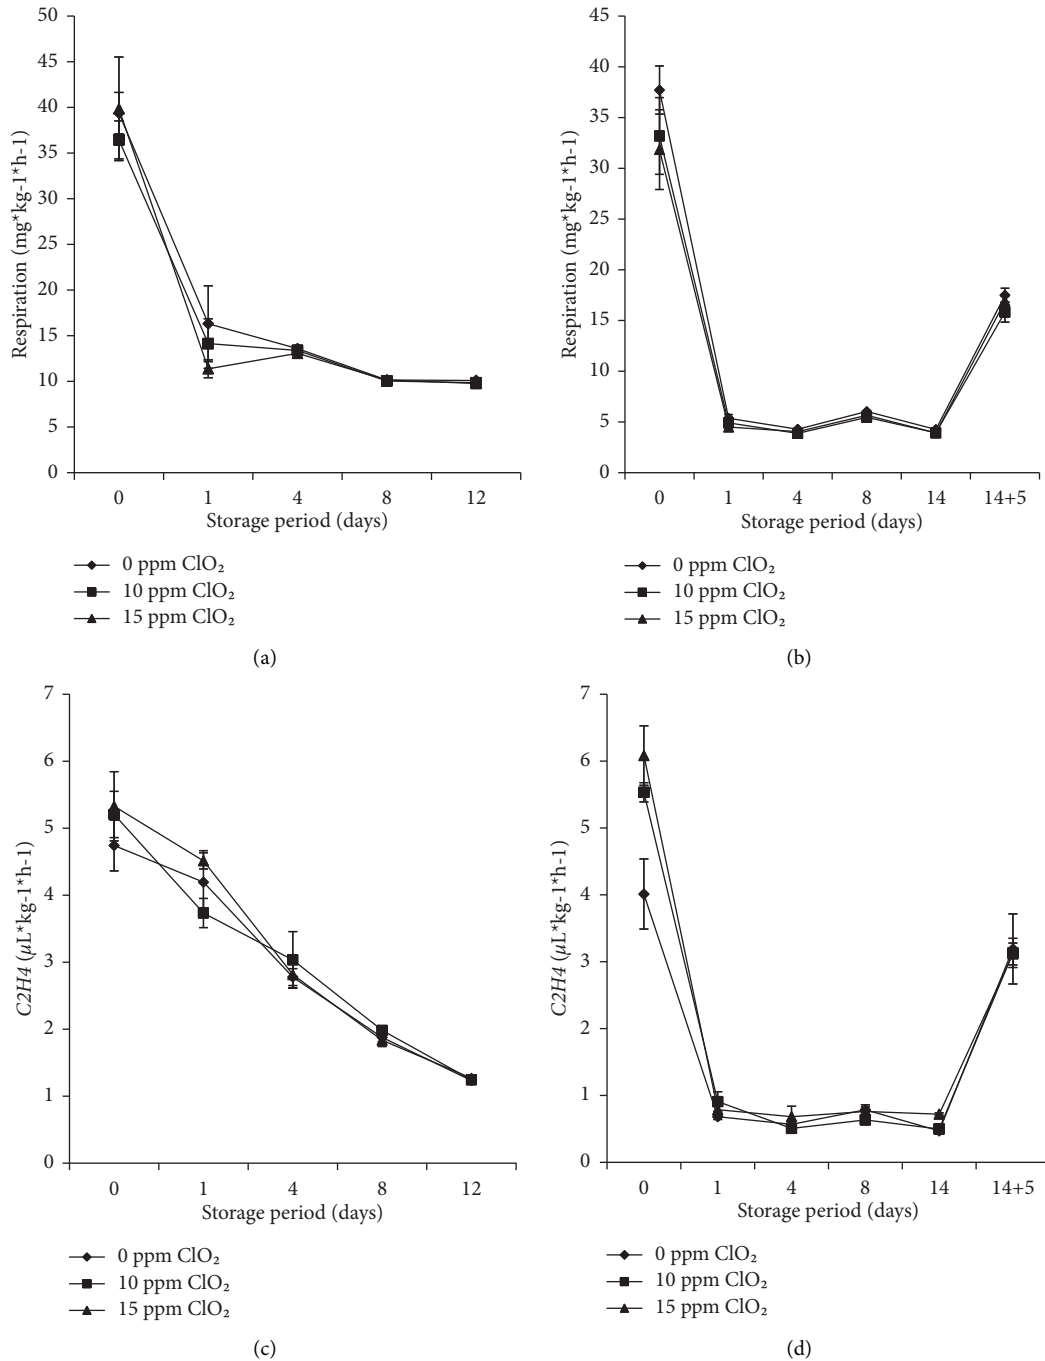 50
45
40
35
30
25
20
15
10
5
0
Respiration (mg*kg-1*h-1)
0 1 4 8 12
Storage period (days)
0 ppm ClO₂
10 ppm ClO₂
15 ppm ClO₂
(a)
45
40
35
30
25
20
15
10
5
0
Respiration (mg*kg-1*h-1)
0 1 4 8 14 14+5
Storage period (days)
0 ppm ClO₂
10 ppm ClO₂
15 ppm ClO₂
(b)
7
6
5
4
3
2
1
0
C2H4 (µL*kg-1*h-1)
0 1 4 8 12
Storage period (days)
0 ppm ClO₂
10 ppm ClO₂
15 ppm ClO₂
(c)
7
6
5
4
3
2
1
0
C2H4 (µL*kg-1*h-1)
0 1 4 8 14 14+5
Storage period (days)
0 ppm ClO₂
10 ppm ClO₂
15 ppm ClO₂
(d)